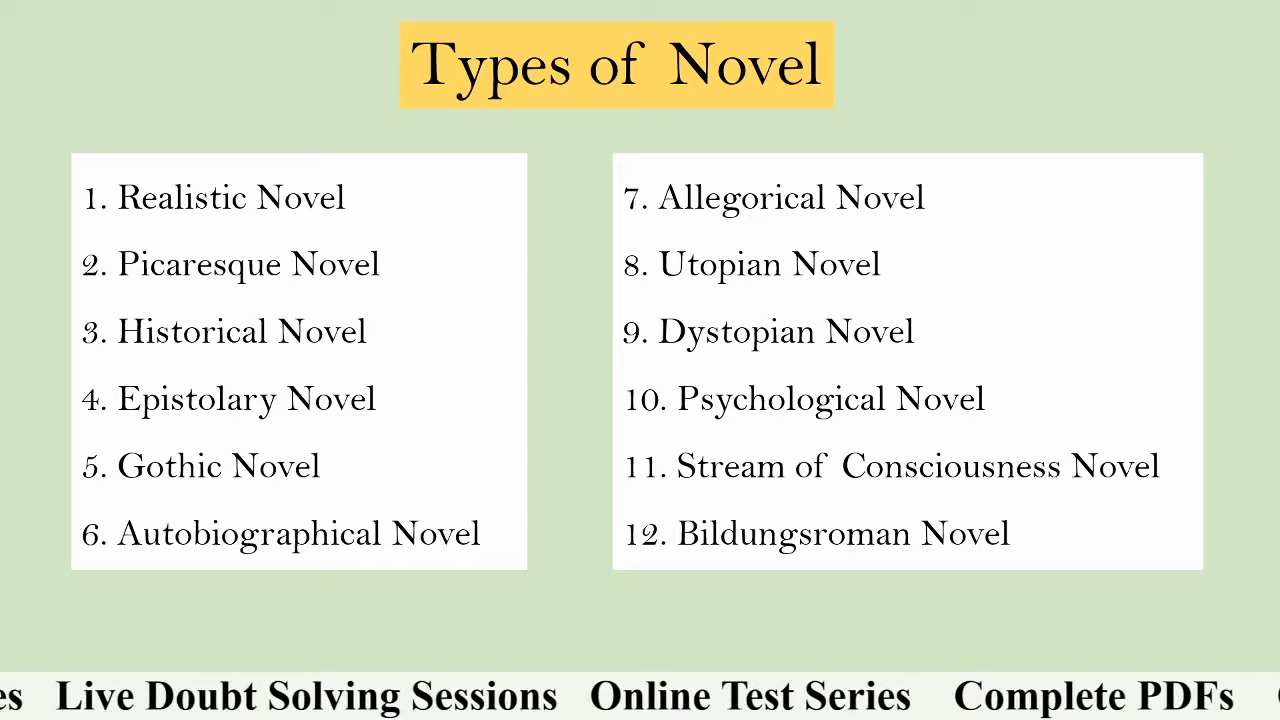 Types of Novel
1. Realistic Novel
2. Picaresque Novel
3. Historical Novel
4. Epistolary Novel
5. Gothic Novel
6. Autobiographical Novel
7. Allegorical Novel
8. Utopian Novel
9. Dystopian Novel
10. Psychological Novel
11. Stream of Consciousness Novel
12. Bildungsroman Novel
Live Doubt Solving Sessions Online Test Series Complete PDFs